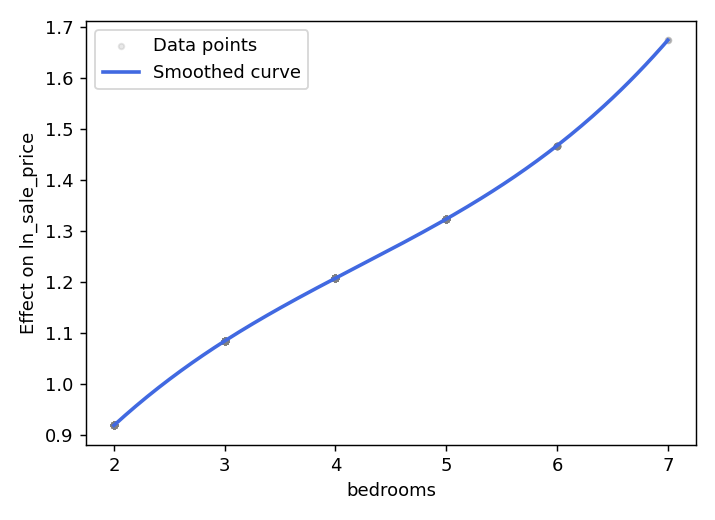 Data points
Smoothed curve
1.7
1.6
1.5
1.4
1.3
1.2
1.1
1.0
0.9
Effect on ln_sale_price
2 3 4 5 6 7
bedrooms